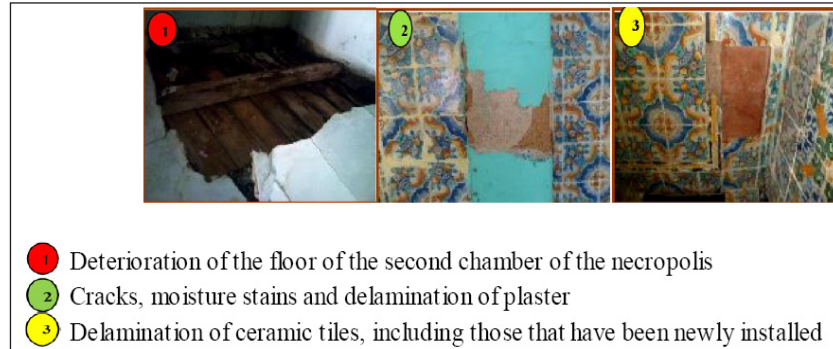 1
2
3
1 Deterioration of the floor of the second chamber of the necropolis
2 Cracks, moisture stains and delamination of plaster
3 Delamination of ceramic tiles, including those that have been newly installed